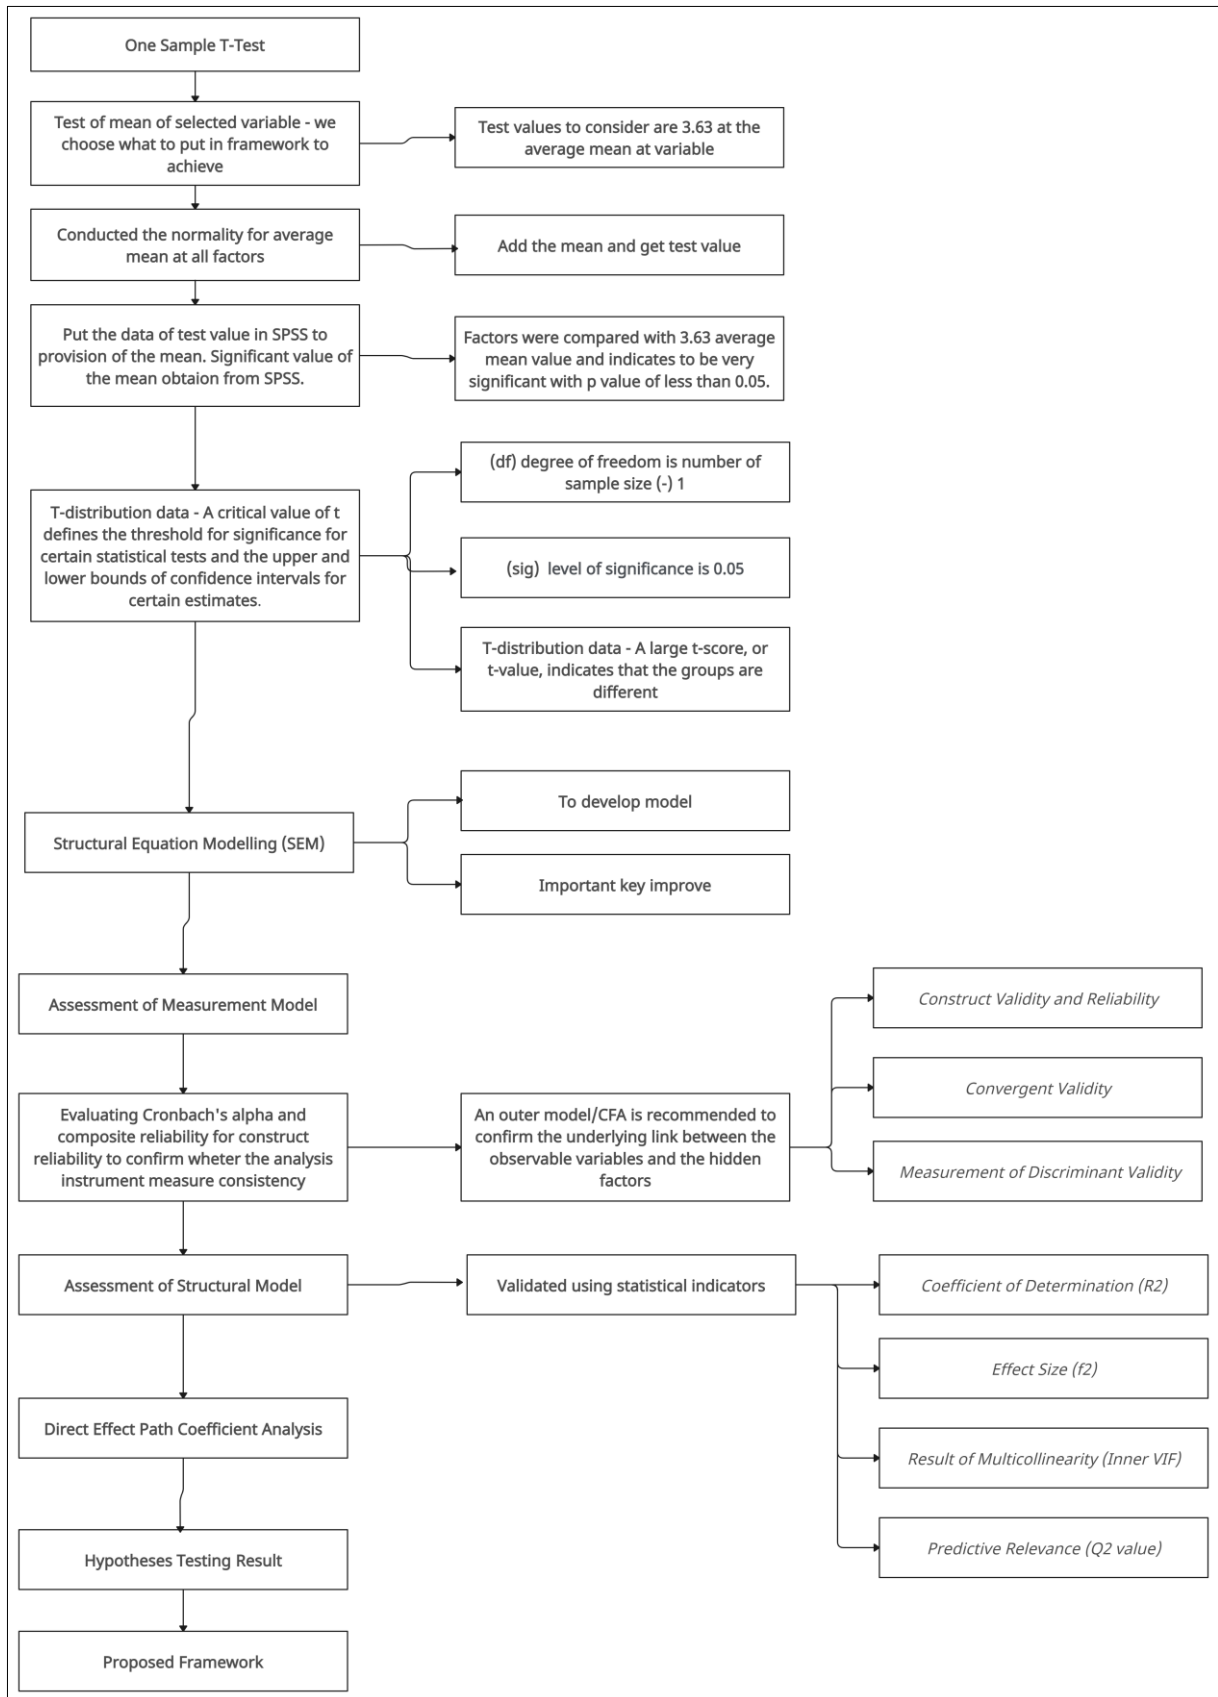 One Sample T-Test
Test of mean of selected variable - we
choose what to put in framework to
achieve
Test values to consider are 3.63 at the
average mean at variable
Conducted the normality for average
mean at all factors
Add the mean and get test value
Put the data of test value in SPSS to
provision of the mean. Significant value of
the mean obtaion from SPSS.
Factors were compared with 3.63 average
mean value and indicates to be very
significant with p value of less than 0.05.
(df) degree of freedom is number of
sample size (-) 1
T-distribution data - A critical value of t
defines the threshold for significance for
certain statistical tests and the upper and
lower bounds of confidence intervals for
certain estimates.
(sig) level of significance is 0.05
T-distribution data - A large t-score, or
t-value, indicates that the groups are
different
To develop model
Structural Equation Modelling (SEM)
Important key improve
Assessment of Measurement Model
Construct Validity and Reliability
Convergent Validity
Evaluating Cronbach's alpha and
composite reliability for construct
reliability to confirm wheter the analysis
instrument measure consistency
An outer model/CFA is recommended to
confirm the underlying link between the
observable variables and the hidden
factors
Measurement of Discriminant Validity
Assessment of Structural Model
Validated using statistical indicators
Coefficient of Determination (R2)
Effect Size (f2)
Direct Effect Path Coefficient Analysis
Result of Multicollinearity (Inner VIF)
Predictive Relevance (Q2 value)
Hypotheses Testing Result
Proposed Framework